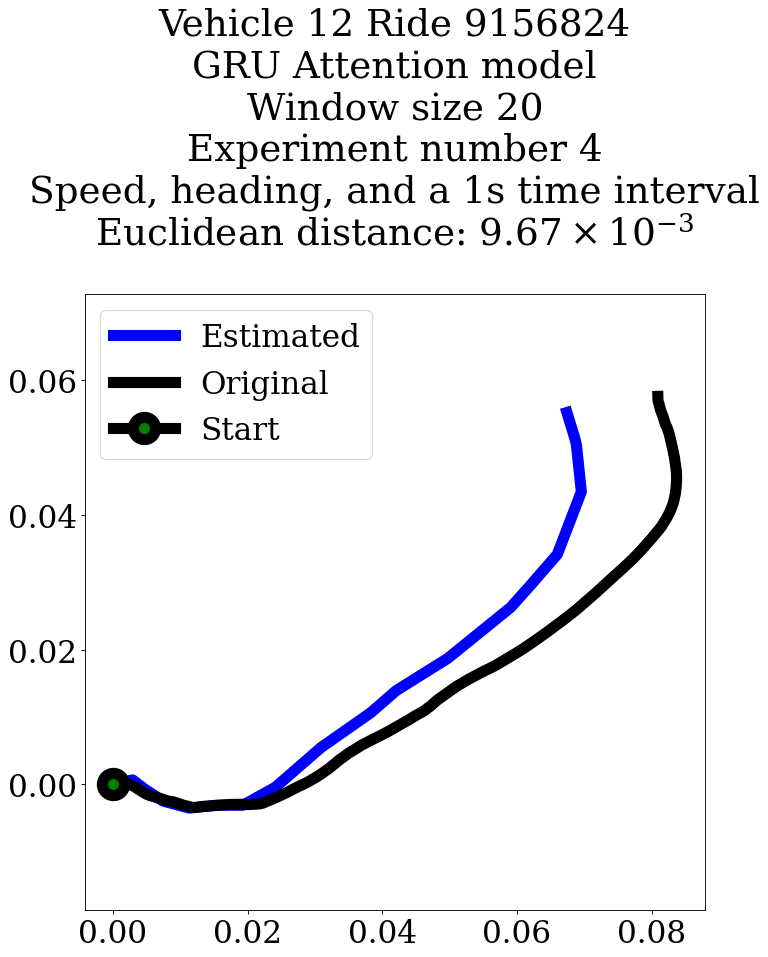 Vehicle 12 Ride 9156824
GRU Attention model
Window size 20
Experiment number 4
Speed, heading, and a 1s time interval
Euclidean distance: 9.67 × 10⁻³
Estimated
Original
Start
0.06
0.04
0.02
0.00
0.00 0.02 0.04 0.06 0.08